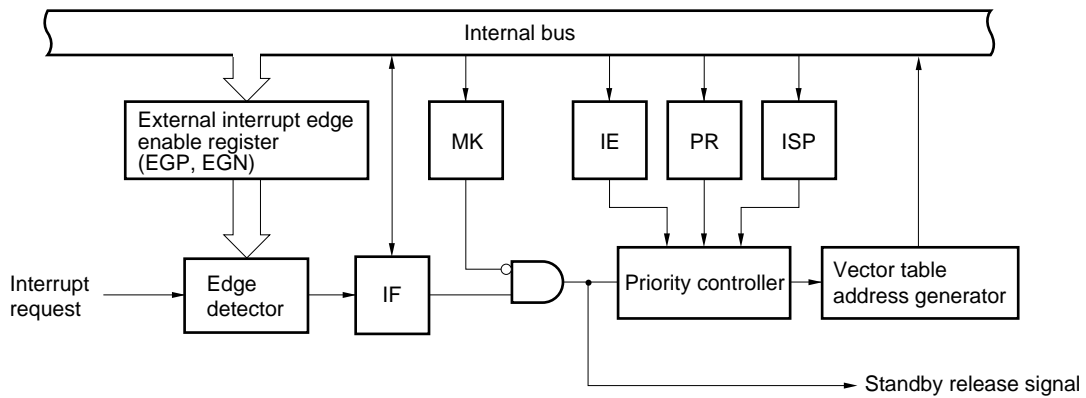 Internal bus
External interrupt edge
enable register
(EGP, EGN)
MK
IE
PR
ISP
Interrupt
request
Edge
detector
IF
Priority controller
Vector table
address generator
Standby release signal